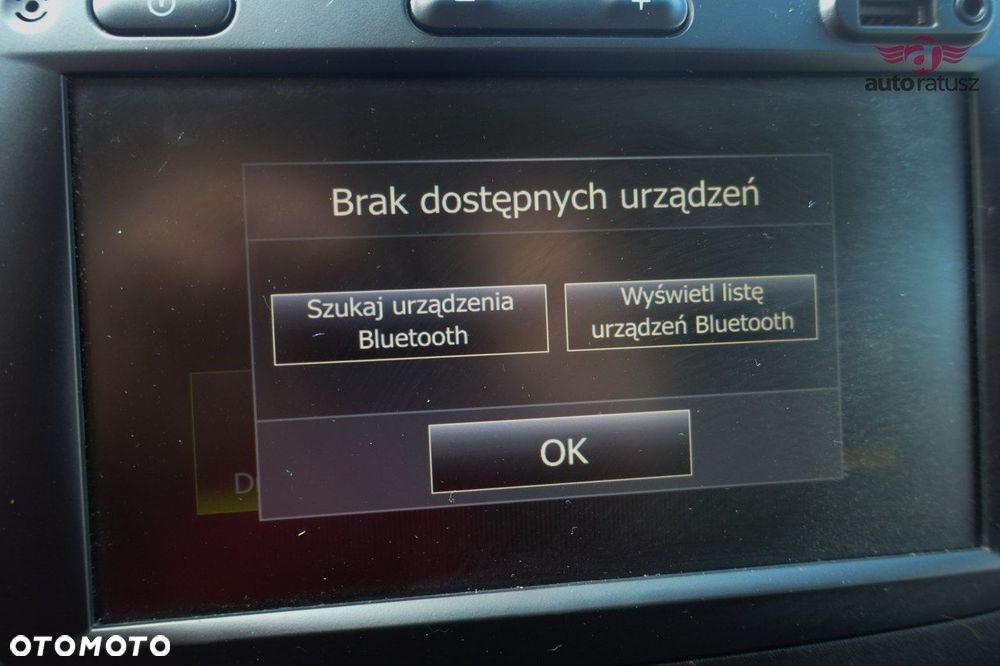 autoratusz
Brak dostępnych urządzeń
Szukaj urządzenia
Bluetooth
Wyświetl listę
urządzeń Bluetooth
OK
OTOMOTO